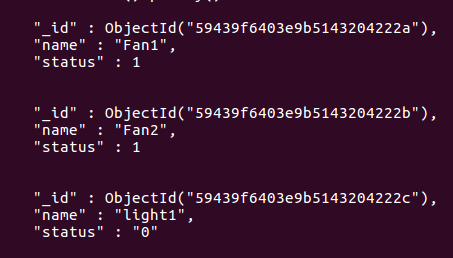 "_id" : ObjectId("59439f6403e9b5143204222a"),
"name" : "Fan1",
"status" : 1
"_id" : ObjectId("59439f6403e9b5143204222b"),
"name" : "Fan2",
"status" : 1
"_id" : ObjectId("59439f6403e9b5143204222c"),
"name" : "light1",
"status" : "0"